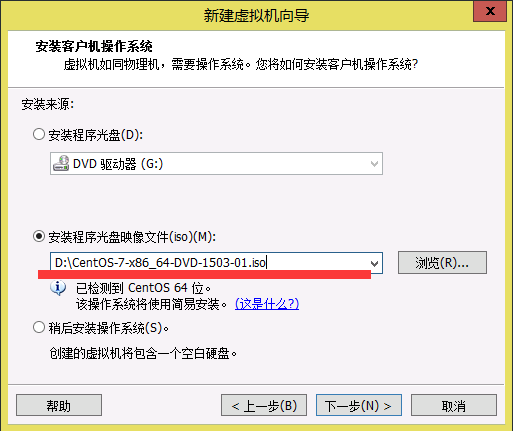 新建虚拟机向导
x
安装客户机操作系统
虚拟机如同物理机，需要操作系统。您将如何安装客户机操作系统?
安装来源:
安装程序光盘(D):
DVD 驱动器 (G:)
安装程序光盘映像文件(iso)(M):
D:\CentOS-7-x86_64-DVD-1503-01.iso
浏览(R)...
已检测到 CentOS 64 位。
该操作系统将使用简易安装。 (这是什么?)
稍后安装操作系统(S)。
创建的虚拟机将包含一个空白硬盘。
帮助
< 上一步(B)
下一步(N) >
取消